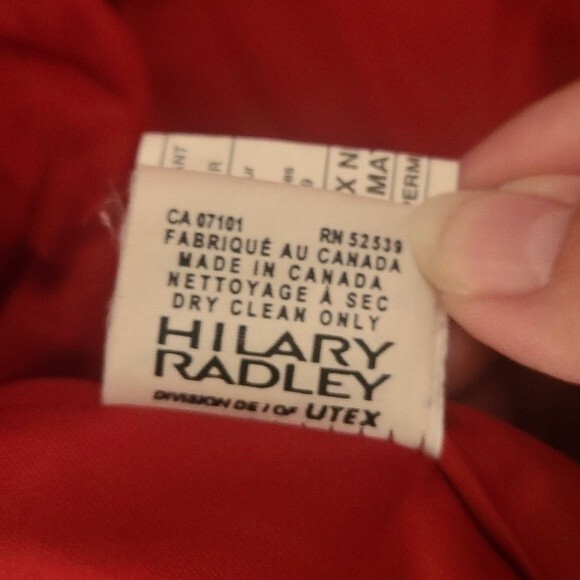 CA 07101 RN 52539
FABRIQUÉ AU CANADA
MADE IN CANADA
NETTOYAGE À SEC
DRY CLEAN ONLY
HILARY
RADLEY
DIVISION DE / OF UTEX